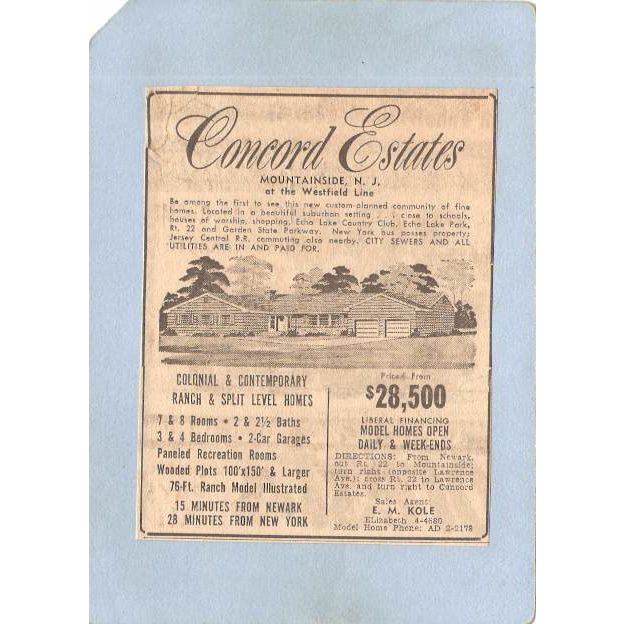 Concord Estates
MOUNTAINSIDE, N. J.
at the Westfield Line
Be among the first to see this new custom-planned community of fine
homes. Located in a beautiful suburban setting . . . close to schools,
houses of worship, shopping, Echo Lake Country Club, Echo Lake Park,
Rt. 22 and Garden State Parkway. New York bus passes property;
Jersey Central R.R. commuting also nearby. CITY SEWERS AND ALL
UTILITIES ARE IN AND PAID FOR.
COLONIAL & CONTEMPORARY
RANCH & SPLIT LEVEL HOMES
7 & 8 Rooms • 2 & 2½ Baths
3 & 4 Bedrooms • 2-Car Garages
Paneled Recreation Rooms
Wooded Plots 100'x150' & Larger
76-Ft. Ranch Model Illustrated
15 MINUTES FROM NEWARK
28 MINUTES FROM NEW YORK
Priced From
$28,500
LIBERAL FINANCING
MODEL HOMES OPEN
DAILY & WEEK-ENDS
DIRECTIONS: From Newark,
out Rt. 22 to Mountainside;
turn right (opposite Lawrence
Ave.); cross Rt. 22 to Lawrence
Ave. and turn right to Concord
Estates.
Sales Agent:
E. M. KOLE
ELizabeth 4-4680
Model Home Phone: AD 2-2178